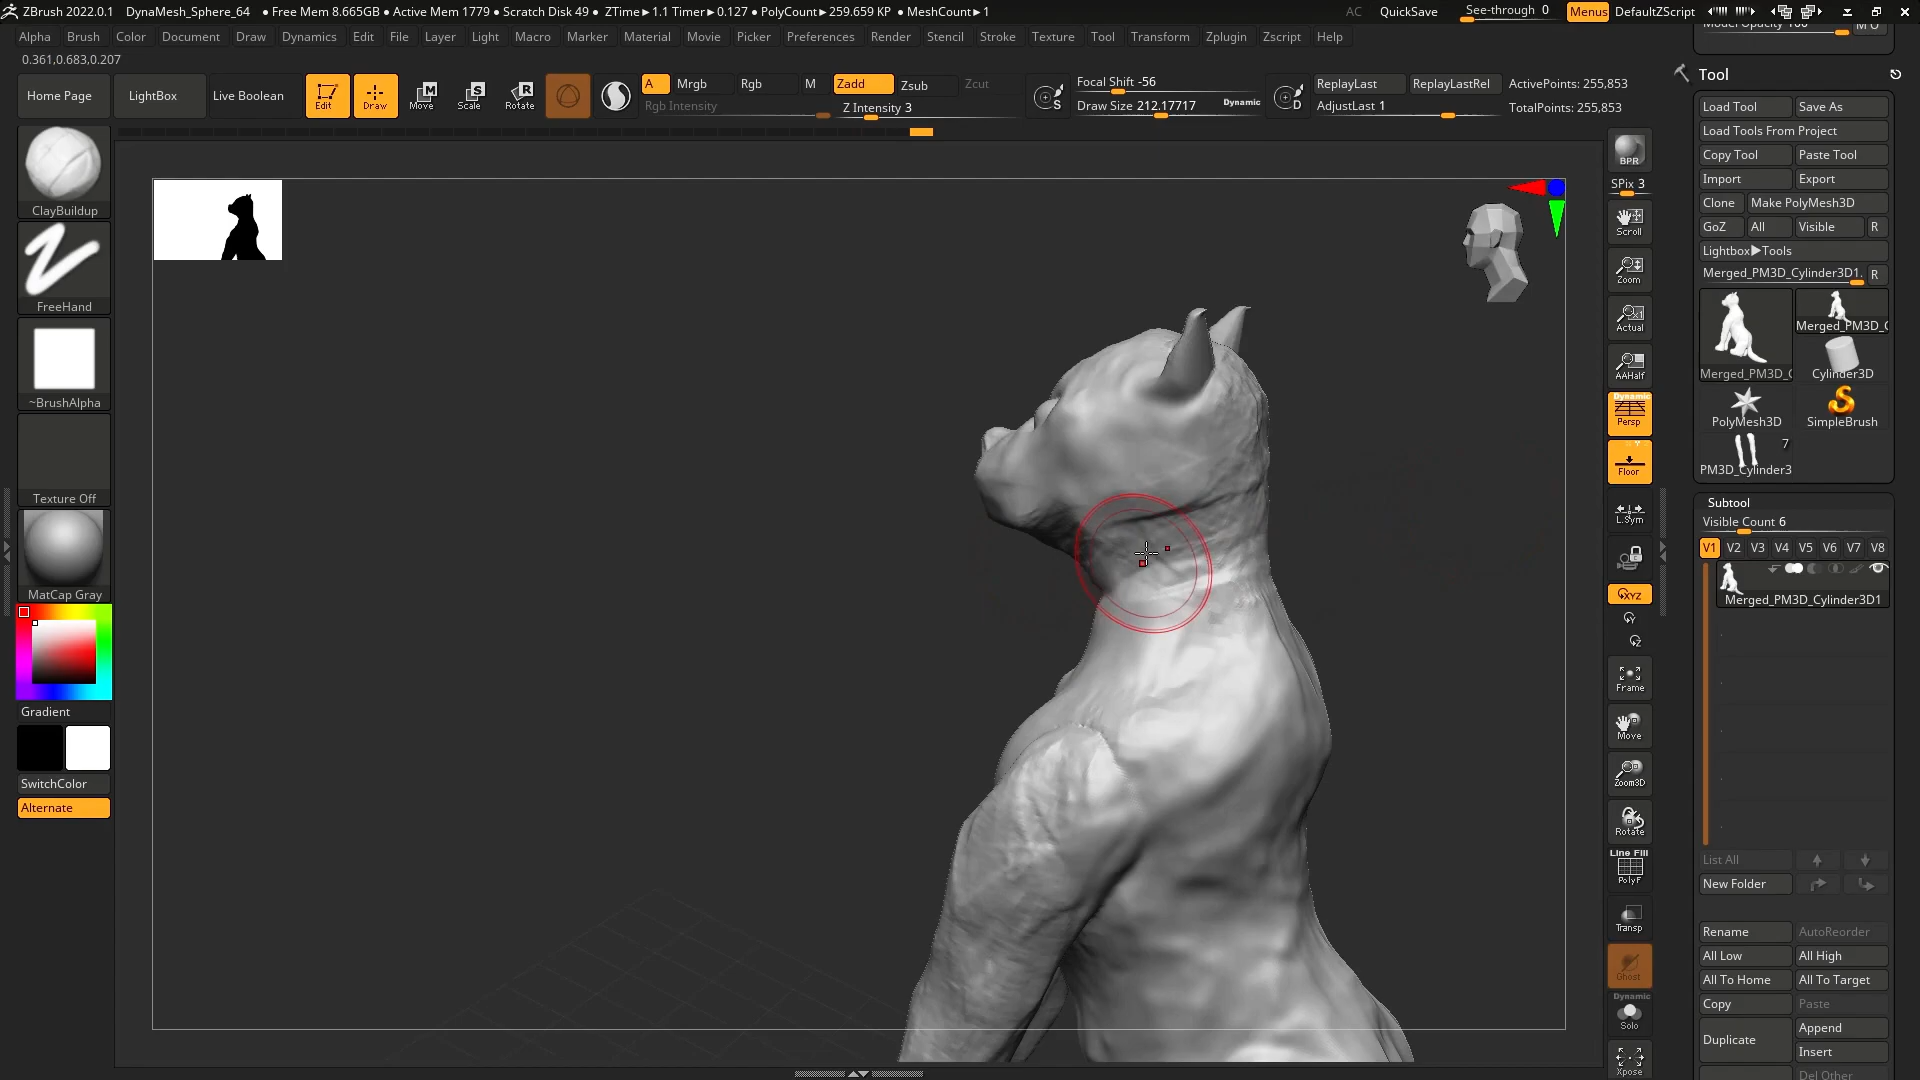 ZBrush 2022.0.1 DynaMesh_Sphere_64 ● Free Mem 8.665GB ● Active Mem 1779 ● Scratch Disk 49 ● ZTime►1.1 Timer►0.127 ● PolyCount►259.659 KP ● MeshCount►1 AC QuickSave See-through 0 Menus DefaultZScript
Alpha Brush Color Document Draw Dynamics Edit File Layer Light Macro Marker Material Movie Picker Preferences Render Stencil Stroke Texture Tool Transform Zplugin Zscript Help
0.361,0.683,0.207
Home Page LightBox Live Boolean Edit Draw Move Scale Rotate A Mrgb Rgb M Zadd Zsub Zcut
Rgb Intensity Z Intensity 3
Focal Shift -56
Draw Size 212.17717 Dynamic
ReplayLast ReplayLastRel ActivePoints: 255,853
AdjustLast 1 TotalPoints: 255,853
ClayBuildup
FreeHand
~BrushAlpha
Texture Off
MatCap Gray
Gradient
SwitchColor
Alternate
BPR
SPix 3
Scroll
Zoom
Actual
AAHalf
Dynamic
Persp
Floor
L.Sym
XYZ
Y
Z
Frame
Move
Zoom3D
Rotate
Line Fill
PolyF
Transp
Ghost
Dynamic
Solo
Xpose
Tool
Load Tool Save As
Load Tools From Project
Copy Tool Paste Tool
Import Export
Clone Make PolyMesh3D
GoZ All Visible R
Lightbox►Tools
Merged_PM3D_Cylinder3D1. R
Merged_PM3D_C
Merged_PM3D_C Cylinder3D
PolyMesh3D SimpleBrush
7
PM3D_Cylinder3
Subtool
Visible Count 6
V1 V2 V3 V4 V5 V6 V7 V8
Merged_PM3D_Cylinder3D1
List All
New Folder
Rename AutoReorder
All Low All High
All To Home All To Target
Copy Paste
Duplicate Append
Insert
Del Other